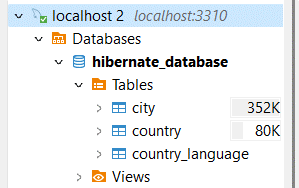 localhost 2 localhost:3310
Databases
hibernate_database
Tables
city 352K
country 80K
country_language
Views